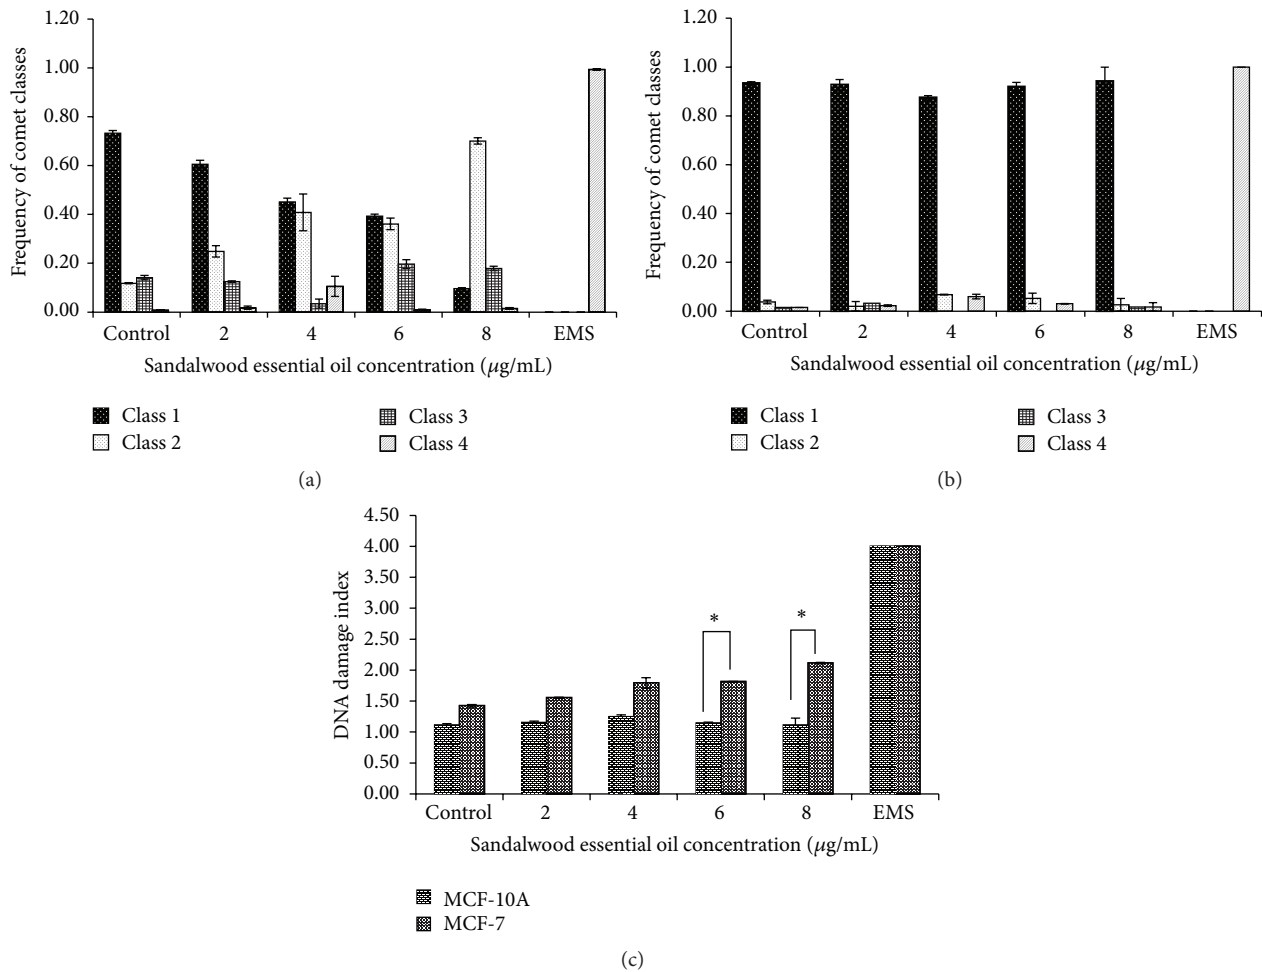 1.20
1.00
0.80
0.60
0.40
0.20
0.00
Frequency of comet classes
Control 2 4 6 8 EMS
Sandalwood essential oil concentration (μg/mL)
Class 1
Class 2
Class 3
Class 4
(a)
1.20
1.00
0.80
0.60
0.40
0.20
0.00
Frequency of comet classes
Control 2 4 6 8 EMS
Sandalwood essential oil concentration (μg/mL)
Class 1
Class 2
Class 3
Class 4
(b)
4.50
4.00
3.50
3.00
2.50
2.00
1.50
1.00
0.50
0.00
DNA damage index
* *
Control 2 4 6 8 EMS
Sandalwood essential oil concentration (μg/mL)
MCF-10A
MCF-7
(c)